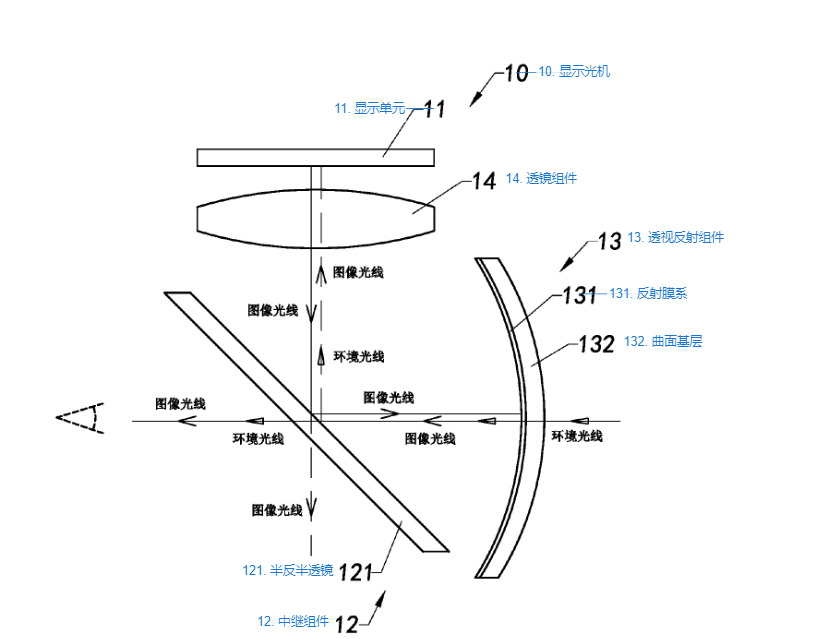 10 10. 显示光机
11. 显示单元 11
14 14. 透镜组件
13 13. 透视反射组件
图像光线
131 131. 反射膜系
图像光线
132 132. 曲面基层
环境光线
图像光线
图像光线
环境光线 图像光线 环境光线
图像光线
121. 半反半透镜 121
12. 中继组件 12